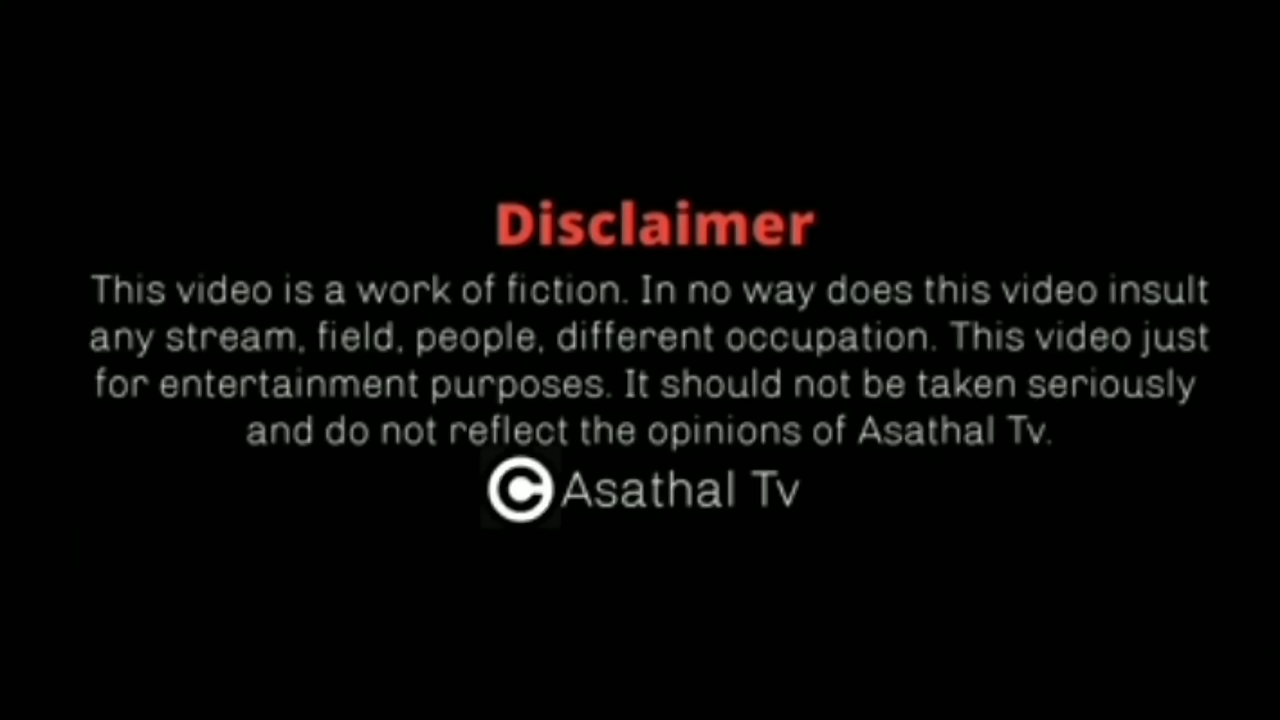 Disclaimer
This video is a work of fiction. In no way does this video insult
any stream, field, people, different occupation. This video just
for entertainment purposes. It should not be taken seriously
and do not reflect the opinions of Asathal Tv.
© Asathal Tv